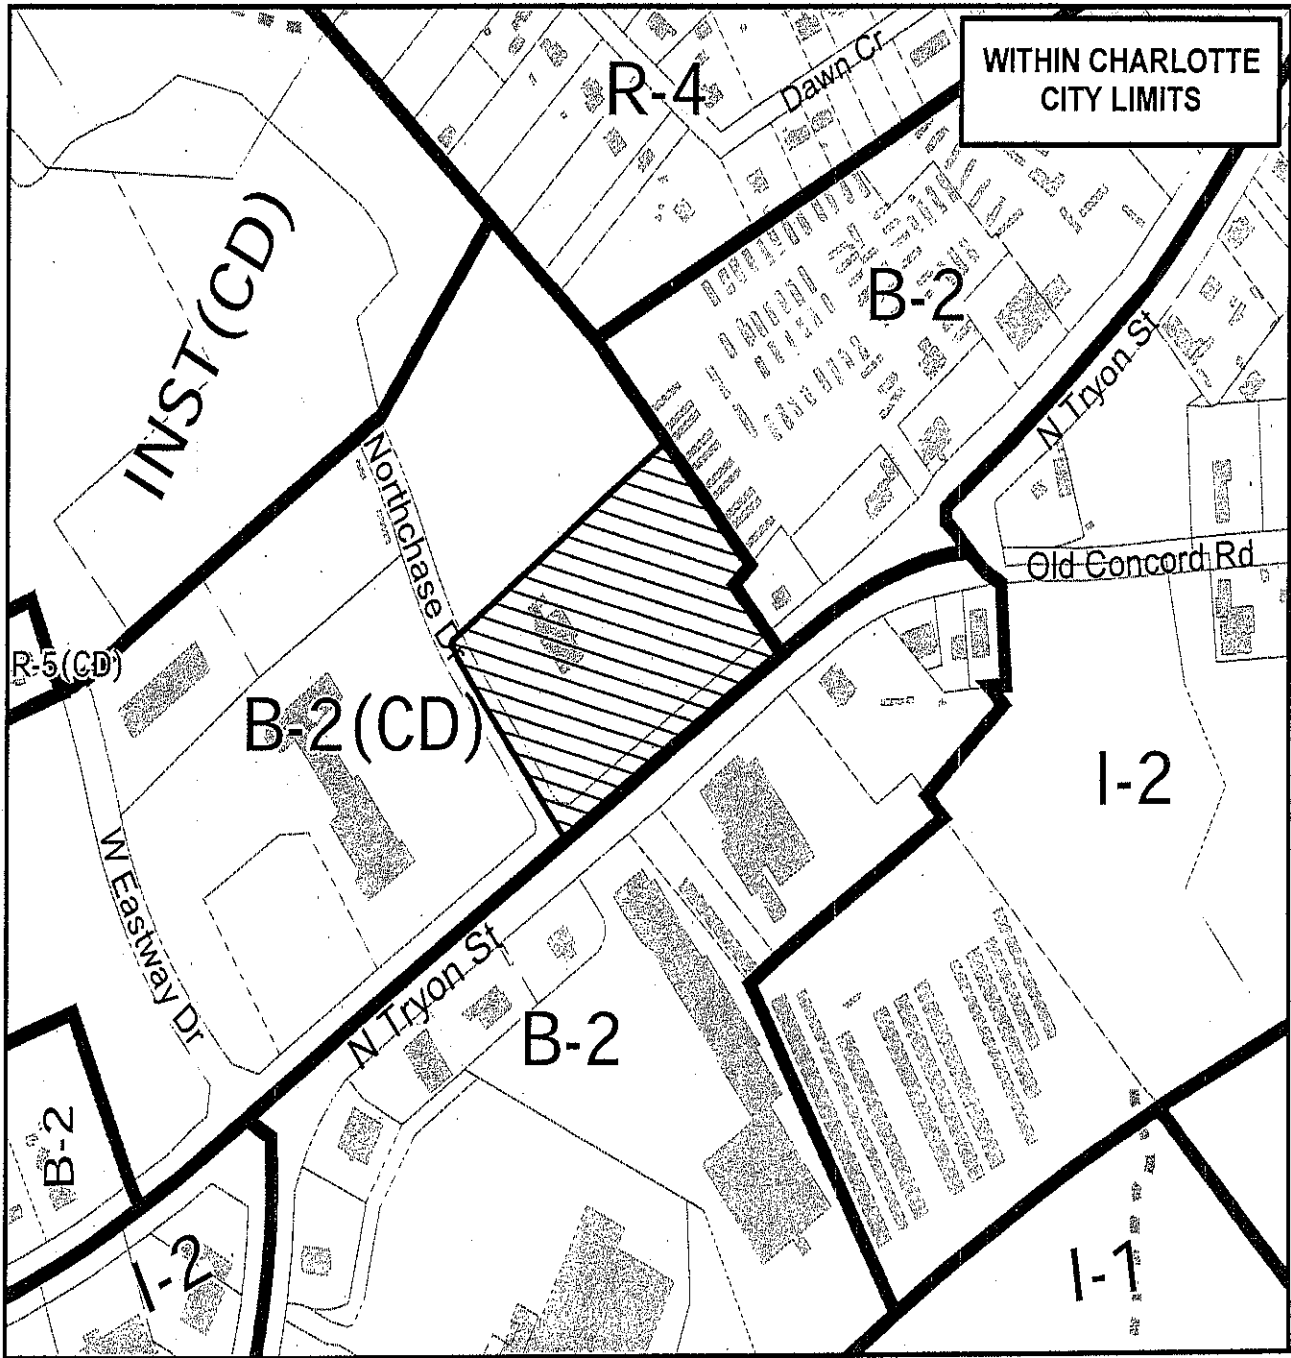 WITHIN CHARLOTTE
CITY LIMITS
R-4
Dawn Cr
INST(CD)
B-2
N Tryon St
Northchase Dr
Old Concord Rd
R-5(CD)
B-2(CD)
I-2
W Eastway Dr
N Tryon St
B-2
B-2
I-2
I-1